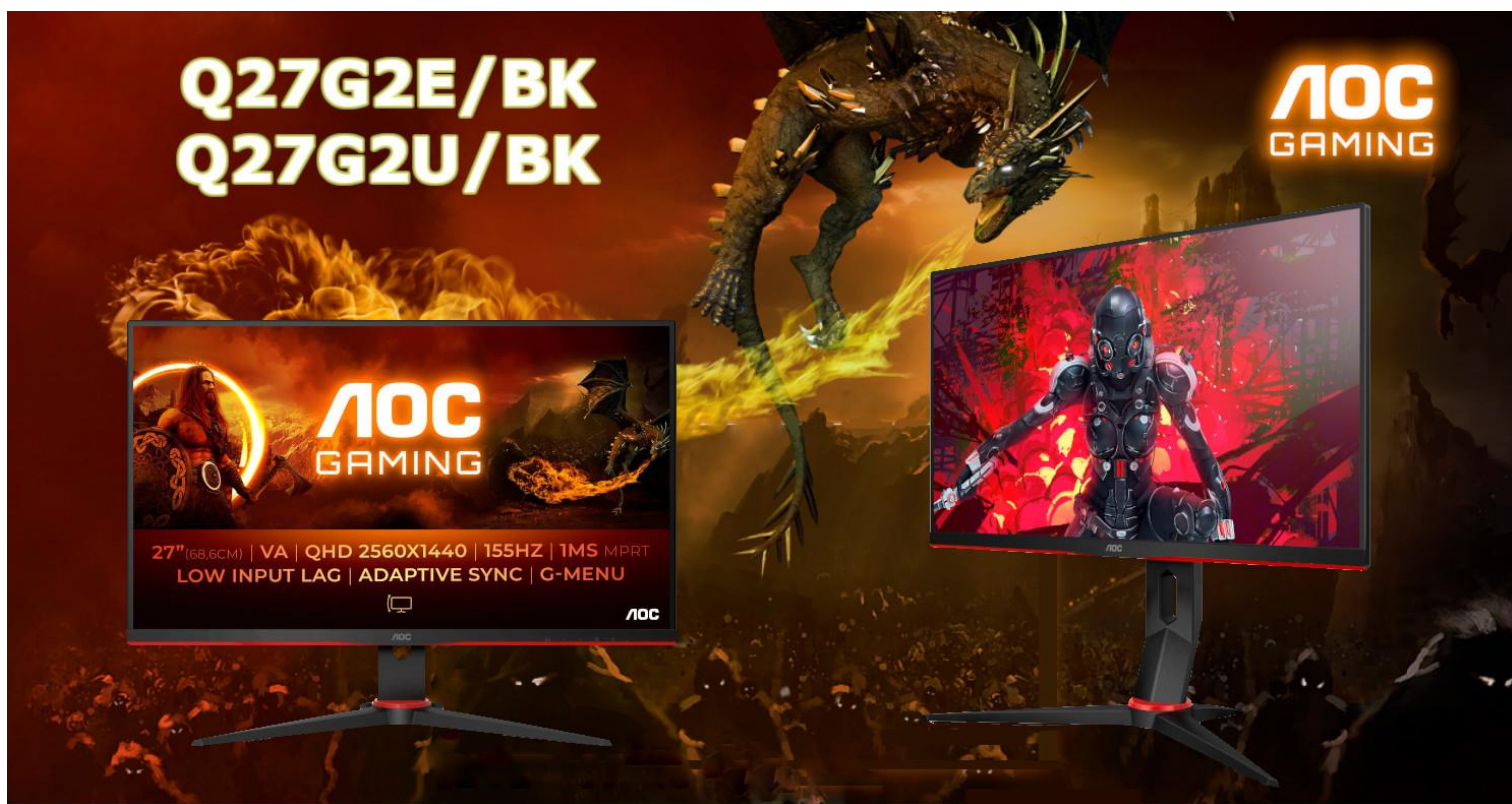 Q27G2E/BK
Q27G2U/BK
AOC
GAMING
AOC
GAMING
27"(68,6CM) | VA | QHD 2560X1440 | 155HZ | 1MS MPRT
LOW INPUT LAG | ADAPTIVE SYNC | G-MENU
AOC
AOC
AOC